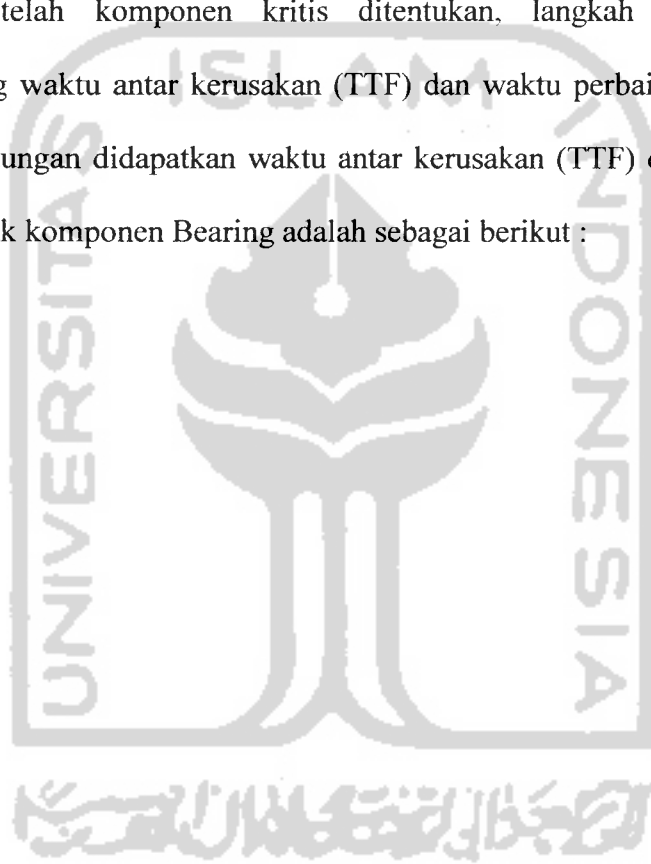 telah komponen kritis ditentukan, langkah
g waktu antar kerusakan (TTF) dan waktu perbai
ungan didapatkan waktu antar kerusakan (TTF)
k komponen Bearing adalah sebagai berikut :
ISLAM
UNIVERSITAS
INDONESIA